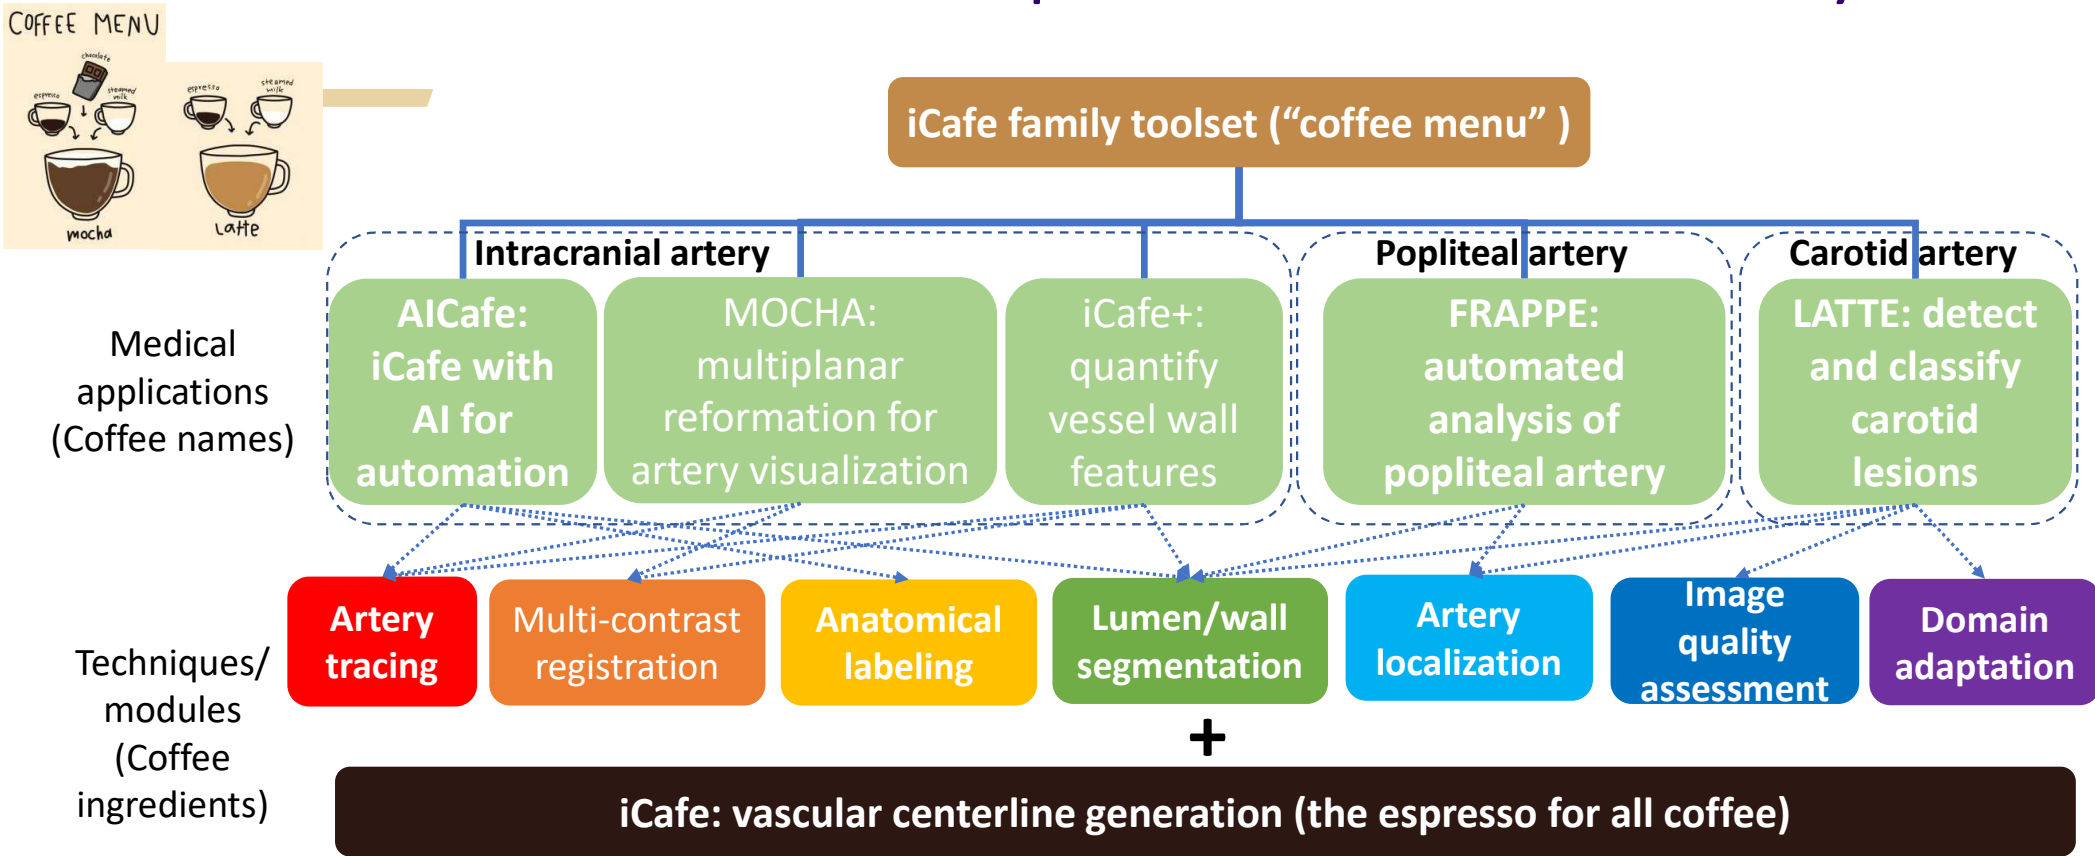 COFFEE MENU
chocolate
espresso
steamed
milk
mocha
espresso
steamed
milk
Latte
iCafe family toolset (“coffee menu” )
Intracranial artery
Popliteal artery
Carotid artery
Medical
applications
(Coffee names)
AICafe:
iCafe with
AI for
automation
MOCHA:
multiplanar
reformation for
artery visualization
iCafe+:
quantify
vessel wall
features
FRAPPE:
automated
analysis of
popliteal artery
LATTE: detect
and classify
carotid
lesions
Techniques/
modules
(Coffee
ingredients)
Artery
tracing
Multi-contrast
registration
Anatomical
labeling
Lumen/wall
segmentation
Artery
localization
Image
quality
assessment
Domain
adaptation
+
iCafe: vascular centerline generation (the espresso for all coffee)